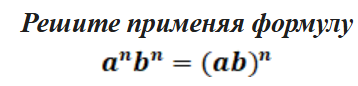 Решите применяя формулу
aⁿbⁿ = (ab)ⁿ